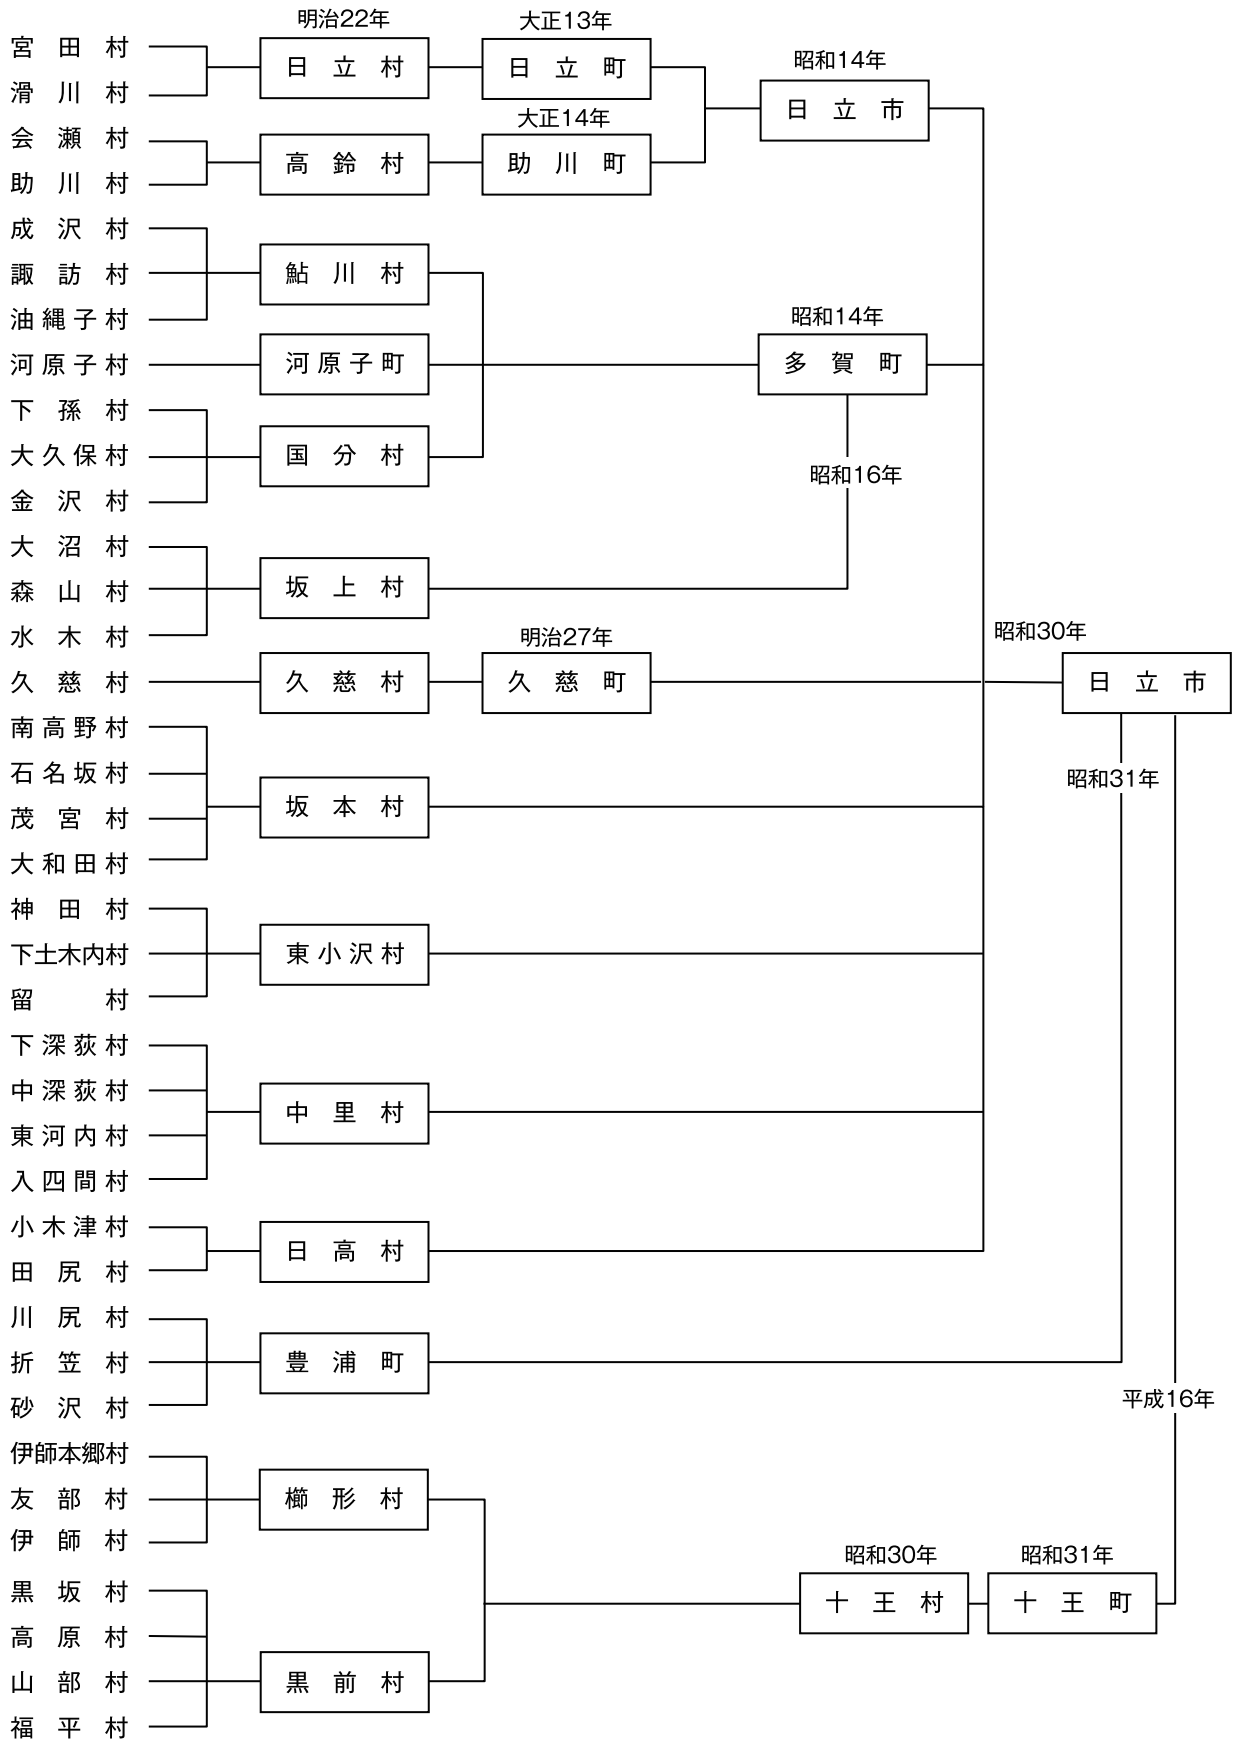 明治22年
大正13年
宮田村
日立村
日立町
昭和14年
滑川村
日立市
大正14年
会瀬村
高鈴村
助川町
助川村
成沢村
諏訪村
鮎川村
油縄子村
昭和14年
河原子村
河原子町
多賀町
下孫村
大久保村
国分村
昭和16年
金沢村
大沼村
森山村
坂上村
水木村
明治27年
昭和30年
久慈村
久慈村
久慈町
日立市
南高野村
石名坂村
昭和31年
坂本村
茂宮村
大和田村
神田村
下土木内村
東小沢村
留村
下深荻村
中深荻村
中里村
東河内村
入四間村
小木津村
日高村
田尻村
川尻村
折笠村
豊浦町
平成16年
砂沢村
伊師本郷村
友部村
櫛形村
伊師村
昭和30年
昭和31年
黒坂村
十王村
十王町
高原村
山部村
黒前村
福平村